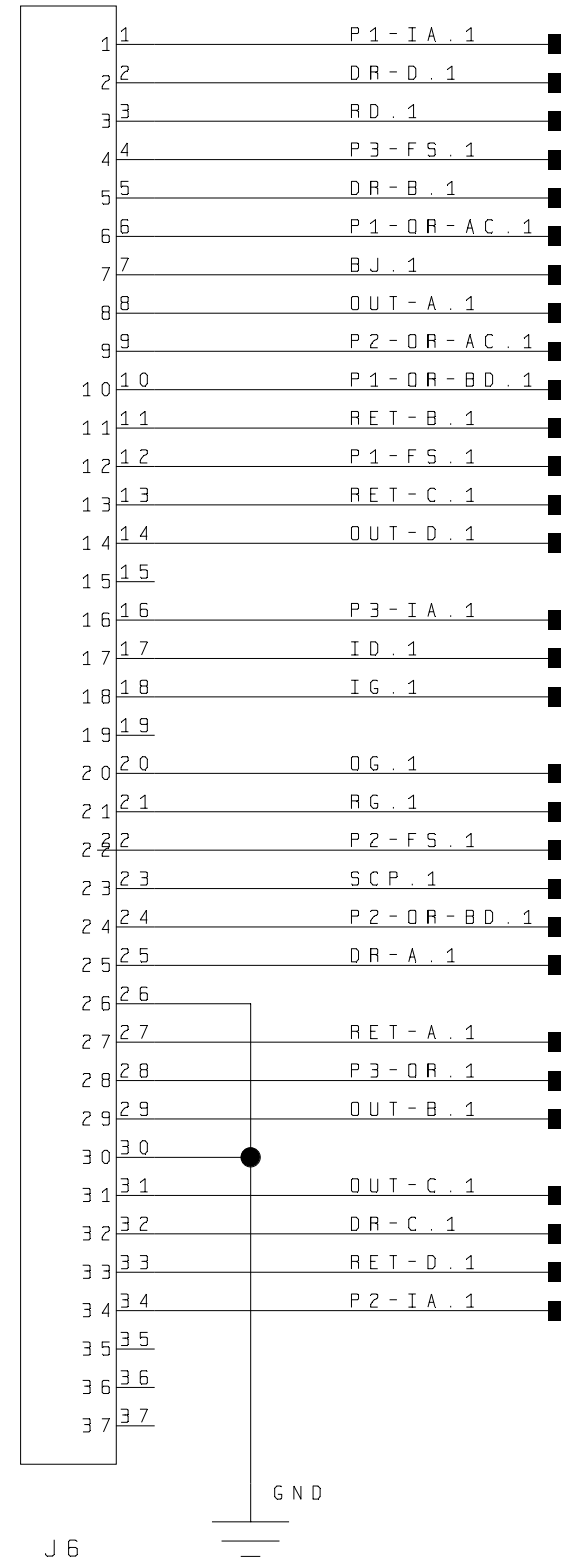 1 1 P1-IA.1
2 2 DR-D.1
3 3 RD.1
4 4 P3-FS.1
5 5 DR-B.1
6 6 P1-OR-AC.1
7 7 BJ.1
8 8 OUT-A.1
9 9 P2-OR-AC.1
10 10 P1-OR-BD.1
11 11 RET-B.1
12 12 P1-FS.1
13 13 RET-C.1
14 14 OUT-D.1
15 15
16 16 P3-IA.1
17 17 ID.1
18 18 IG.1
19 19
20 20 OG.1
21 21 RG.1
22 22 P2-FS.1
23 23 SCP.1
24 24 P2-OR-BD.1
25 25 DR-A.1
26 26
27 27 RET-A.1
28 28 P3-OR.1
29 29 OUT-B.1
30 30
31 31 OUT-C.1
32 32 DR-C.1
33 33 RET-D.1
34 34 P2-IA.1
35 35
36 36
37 37
GND
J6